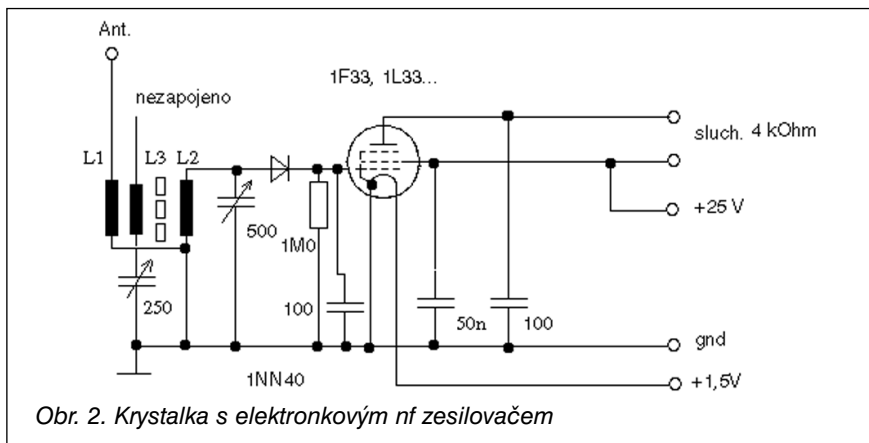 Ant.
1F33, 1L33...
nezapojeno
sluch. 4 kOhm
L1 L3 L2
+25 V
500
1M0
250
100
50n
100
gnd
1NN40
+1,5V
Obr. 2. Krystalka s elektronkovým nf zesilovačem